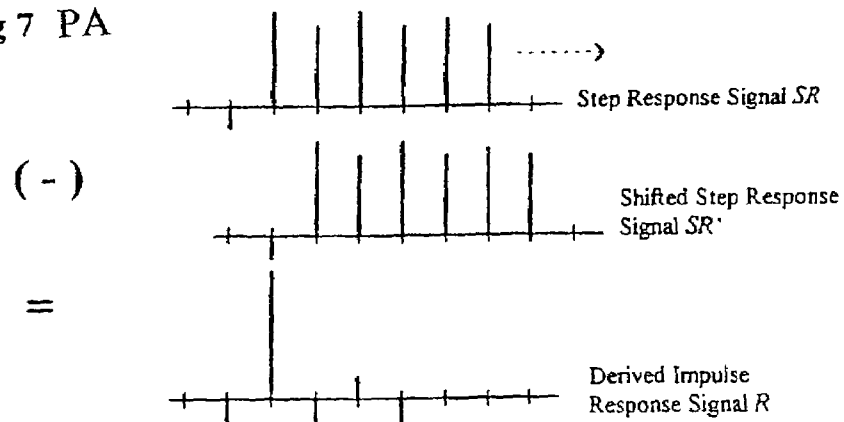 g 7 PA
Step Response Signal SR
( - )
Shifted Step Response
Signal SR'
=
Derived Impulse
Response Signal R